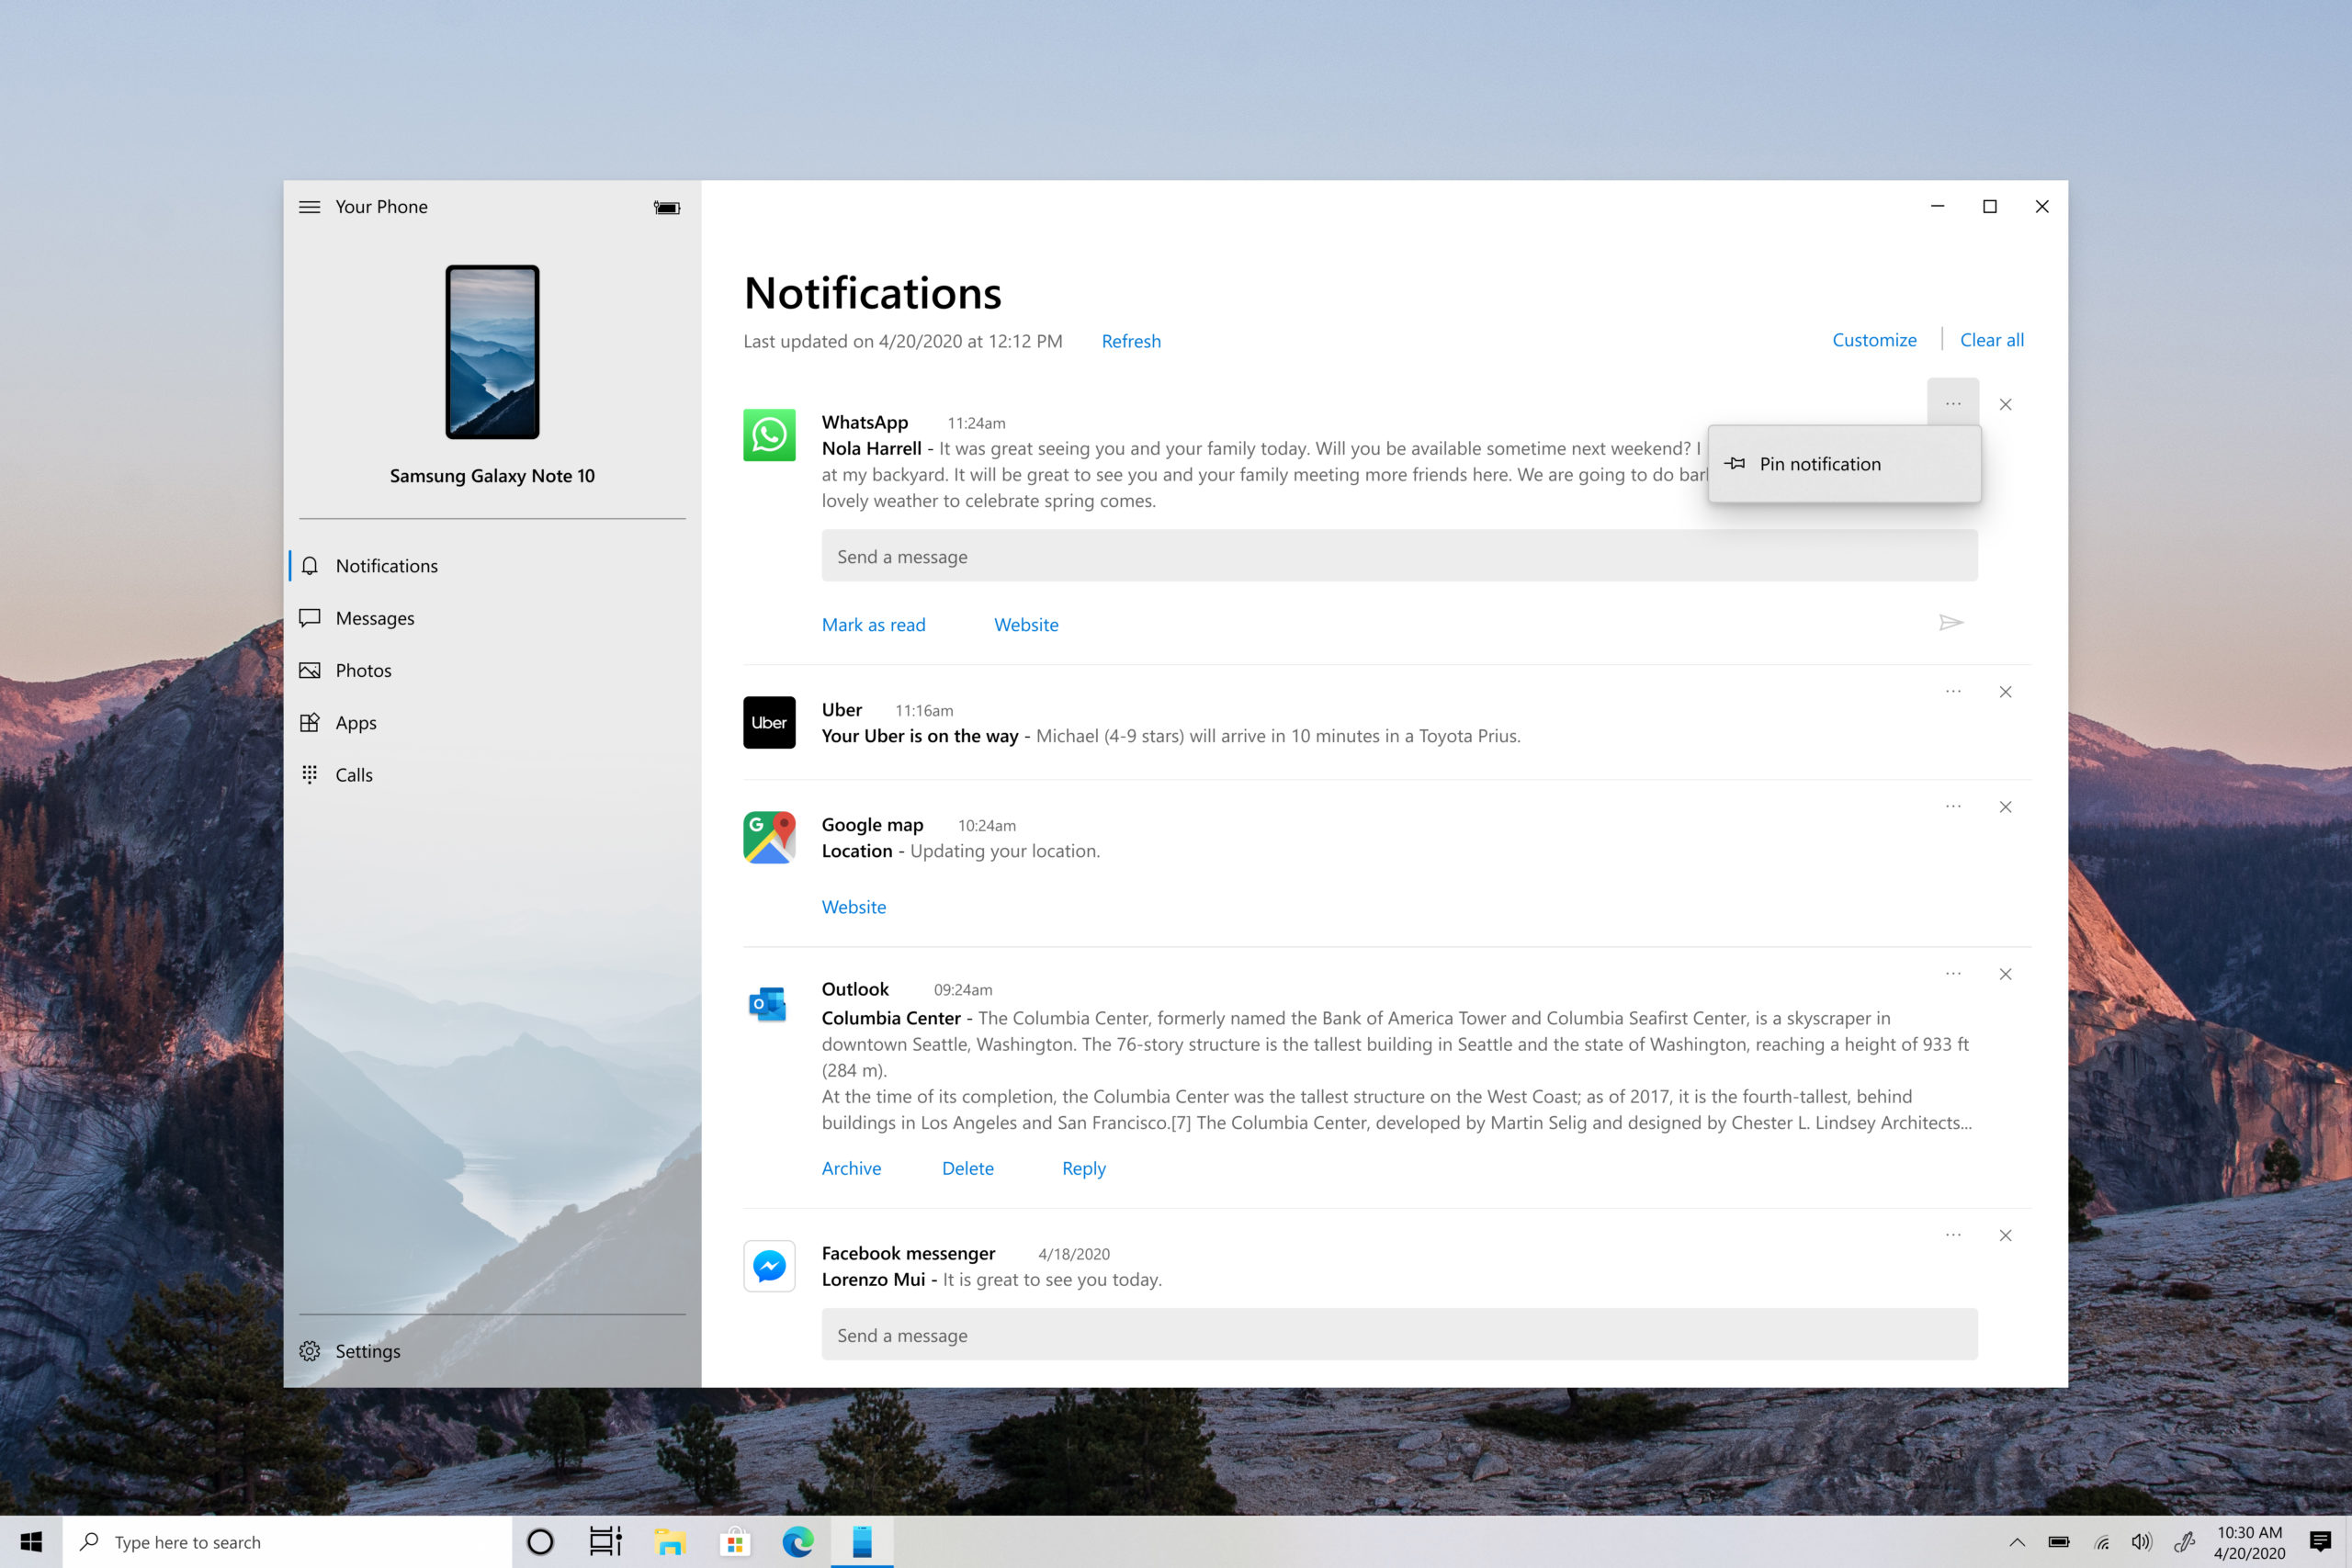 Your Phone
Samsung Galaxy Note 10
Notifications
Messages
Photos
Apps
Calls
Settings
Notifications
Last updated on 4/20/2020 at 12:12 PM Refresh
Customize Clear all
WhatsApp 11:24am
Nola Harrell - It was great seeing you and your family today. Will you be available sometime next weekend? I
at my backyard. It will be great to see you and your family meeting more friends here. We are going to do
lovely weather to celebrate spring comes.
Pin notification
Send a message
Mark as read Website
Uber
Uber 11:16am
Your Uber is on the way - Michael (4-9 stars) will arrive in 10 minutes in a Toyota Prius.
G
Google map 10:24am
Location - Updating your location.
Website
O
Outlook 09:24am
Columbia Center - The Columbia Center, formerly named the Bank of America Tower and Columbia Seafirst Center, is a skyscraper in
downtown Seattle, Washington. The 76-story structure is the tallest building in Seattle and the state of Washington, reaching a height of 933 ft
(284 m).
At the time of its completion, the Columbia Center was the tallest structure on the West Coast; as of 2017, it is the fourth-tallest, behind
buildings in Los Angeles and San Francisco.[7] The Columbia Center, developed by Martin Selig and designed by Chester L. Lindsey Architects...
Archive Delete Reply
Facebook messenger 4/18/2020
Lorenzo Mui - It is great to see you today.
Send a message
Type here to search
10:30 AM
4/20/2020